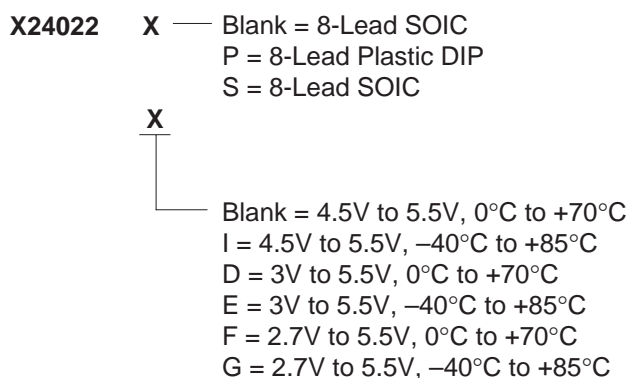 X24022 X Blank = 8-Lead SOIC
P = 8-Lead Plastic DIP
S = 8-Lead SOIC
X
Blank = 4.5V to 5.5V, 0°C to +70°C
I = 4.5V to 5.5V, –40°C to +85°C
D = 3V to 5.5V, 0°C to +70°C
E = 3V to 5.5V, –40°C to +85°C
F = 2.7V to 5.5V, 0°C to +70°C
G = 2.7V to 5.5V, –40°C to +85°C